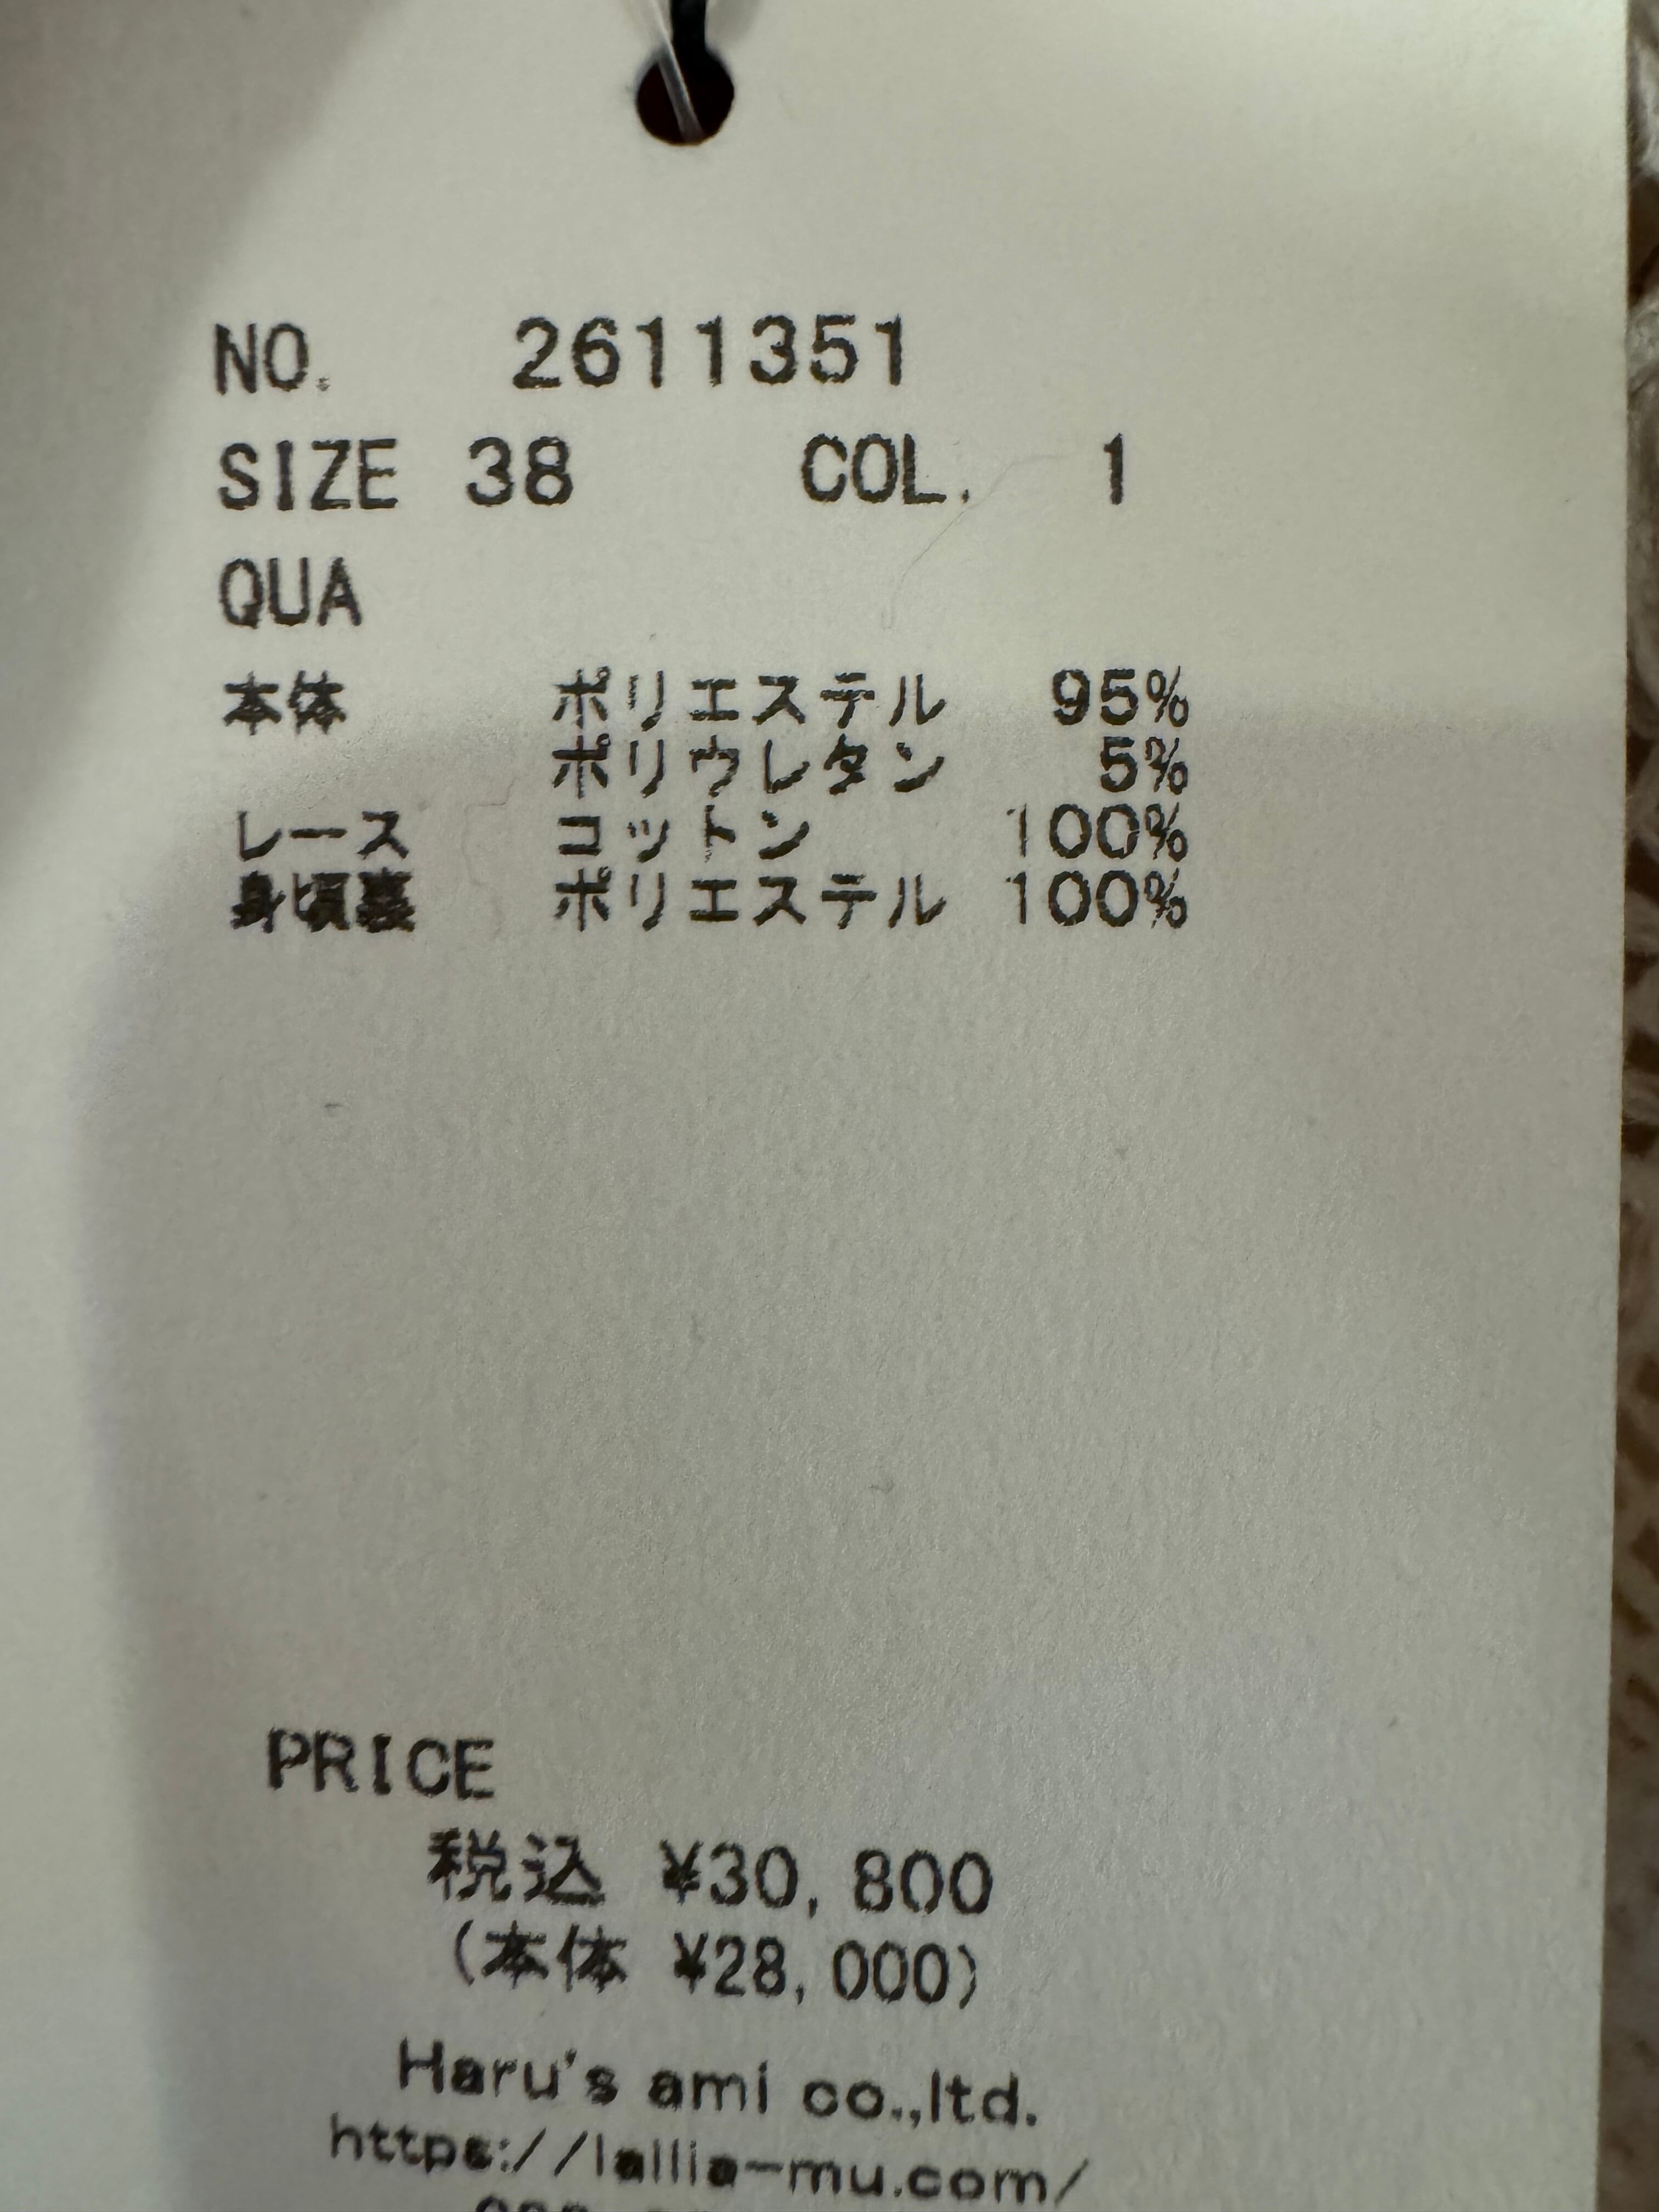 NO. 2611351
SIZE 38 COL. 1
QUA
本体 ポリエステル 95%
ポリウレタン 5%
レース コットン 100%
身頃裏 ポリエステル 100%
PRICE
税込 ¥30,800
(本体 ¥28,000)
Haru's ami co.,ltd.
https://lallia-mu.com/